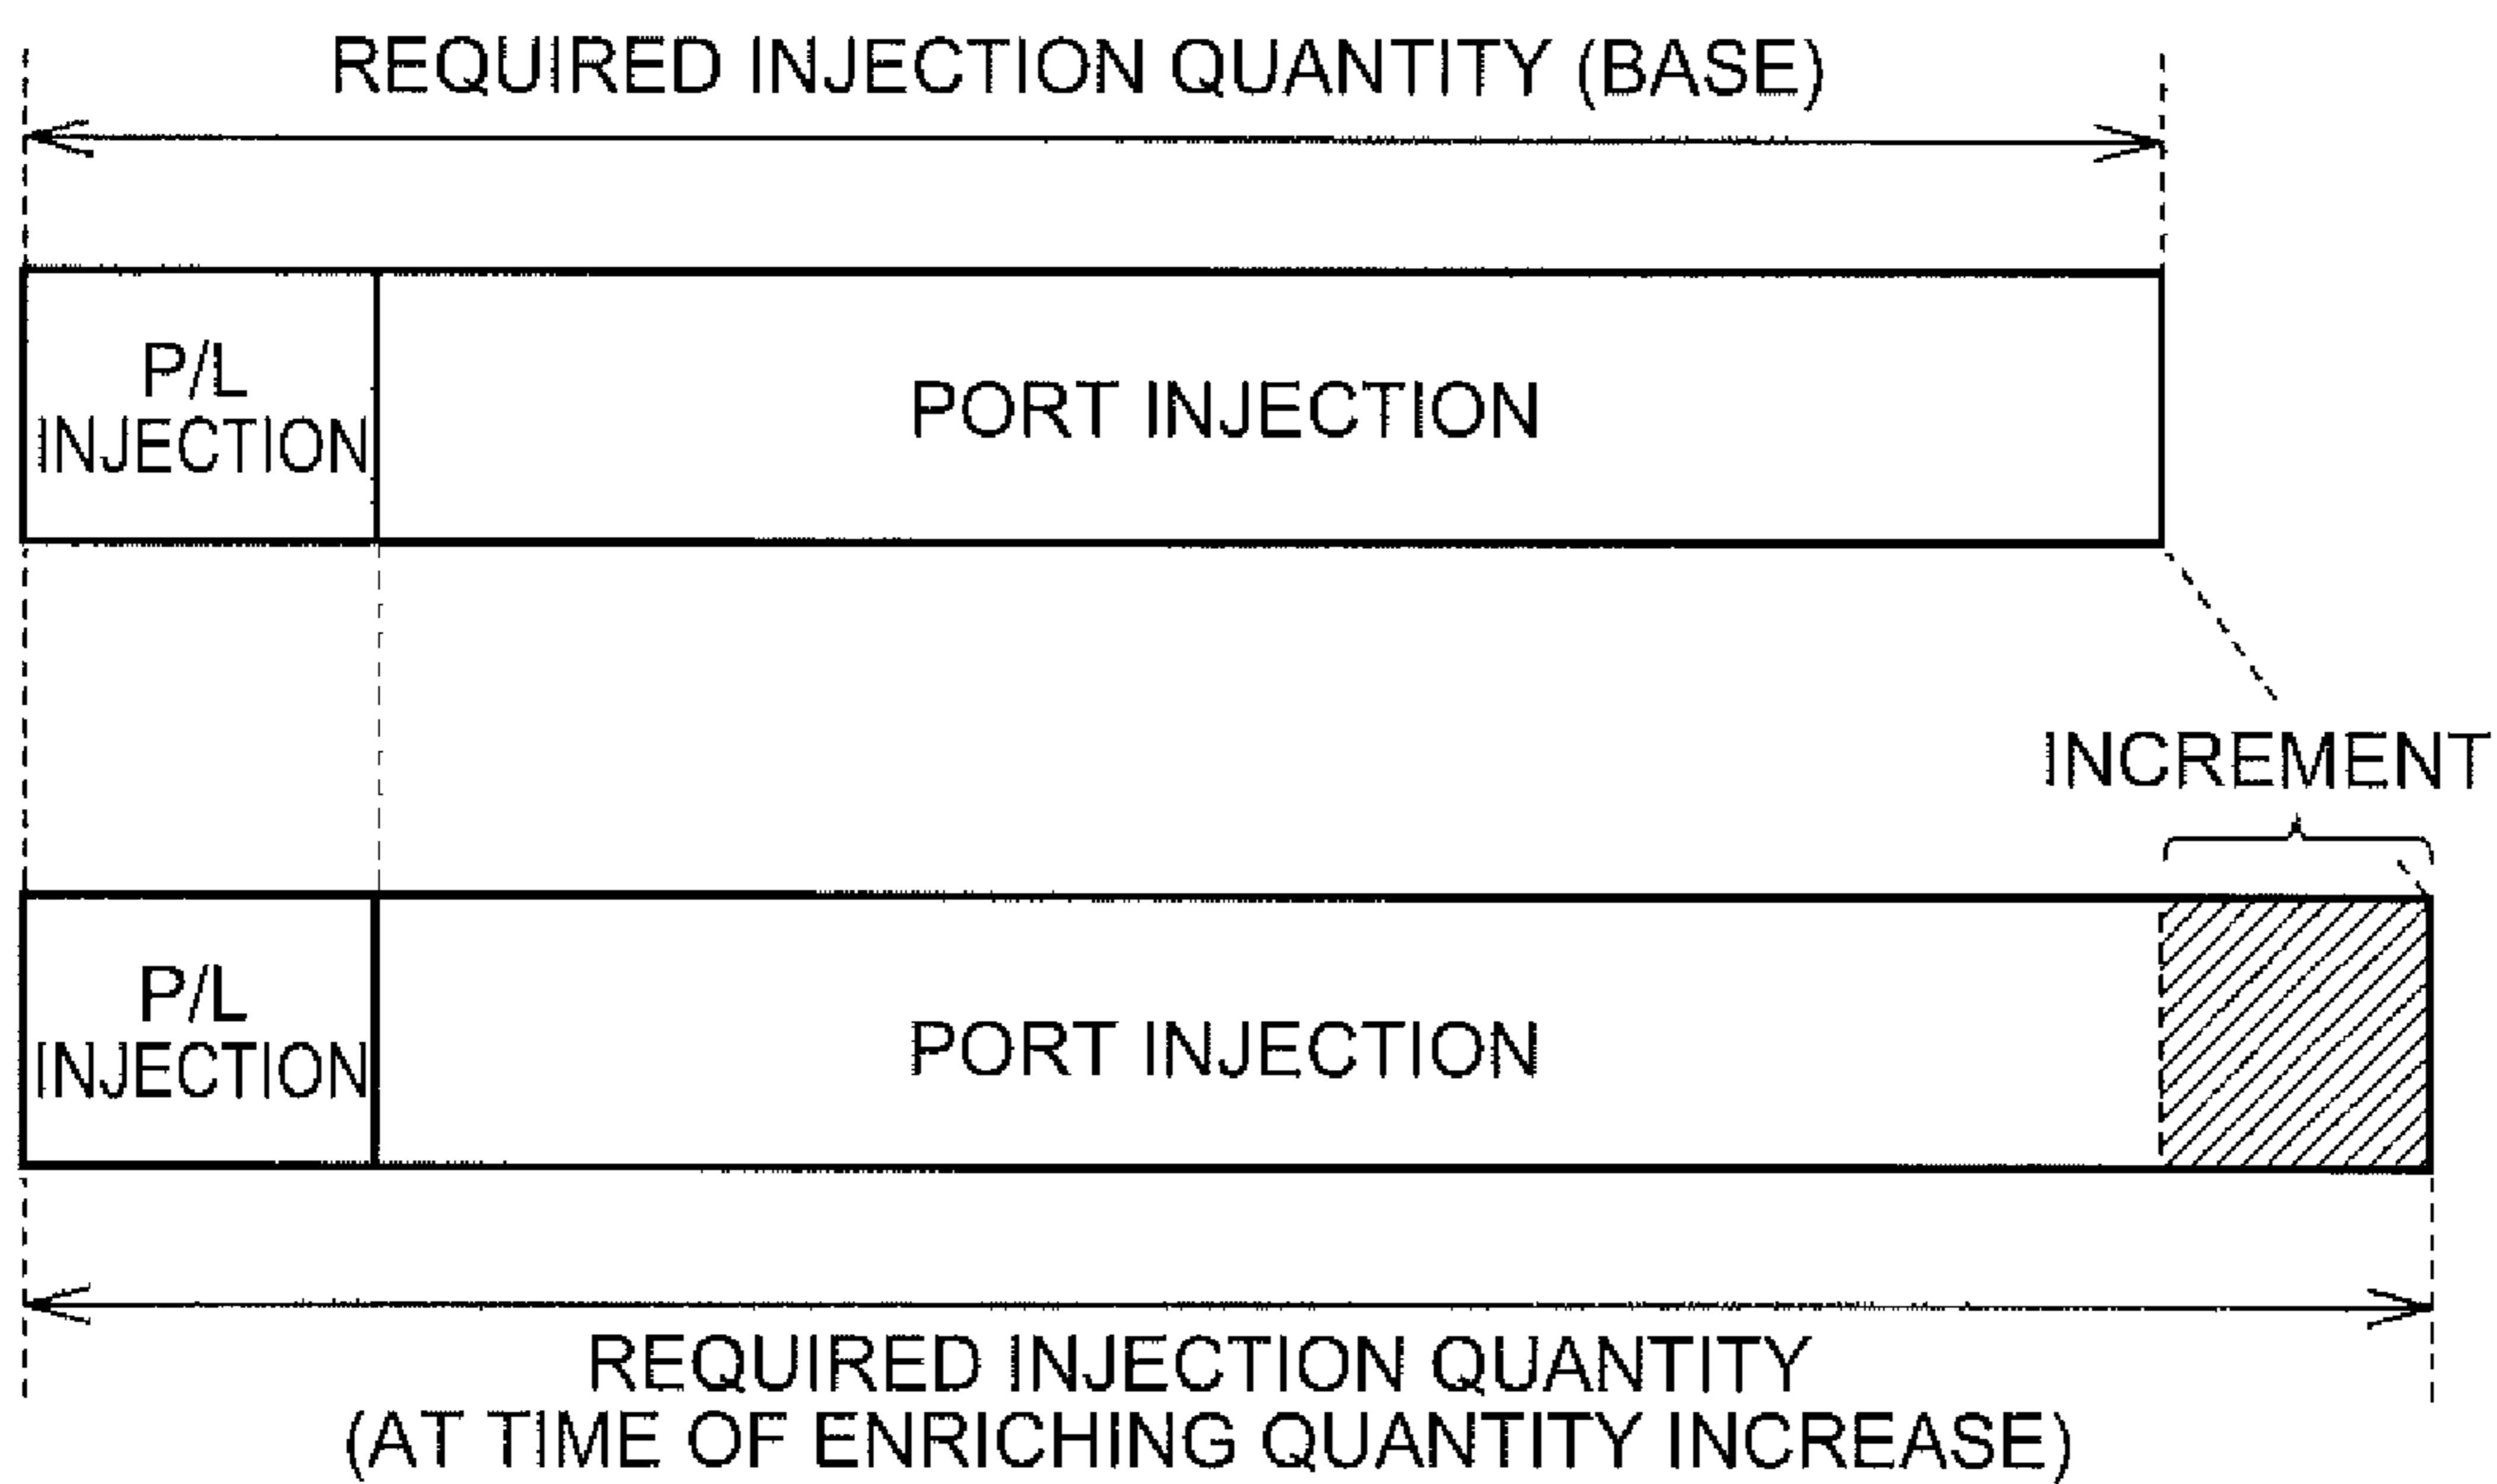 REQUIRED INJECTION QUANTITY (BASE)
P/L
INJECTION
PORT INJECTION
INCREMENT
P/L
INJECTION
PORT INJECTION
REQUIRED INJECTION QUANTITY
(AT TIME OF ENRICHING QUANTITY INCREASE)